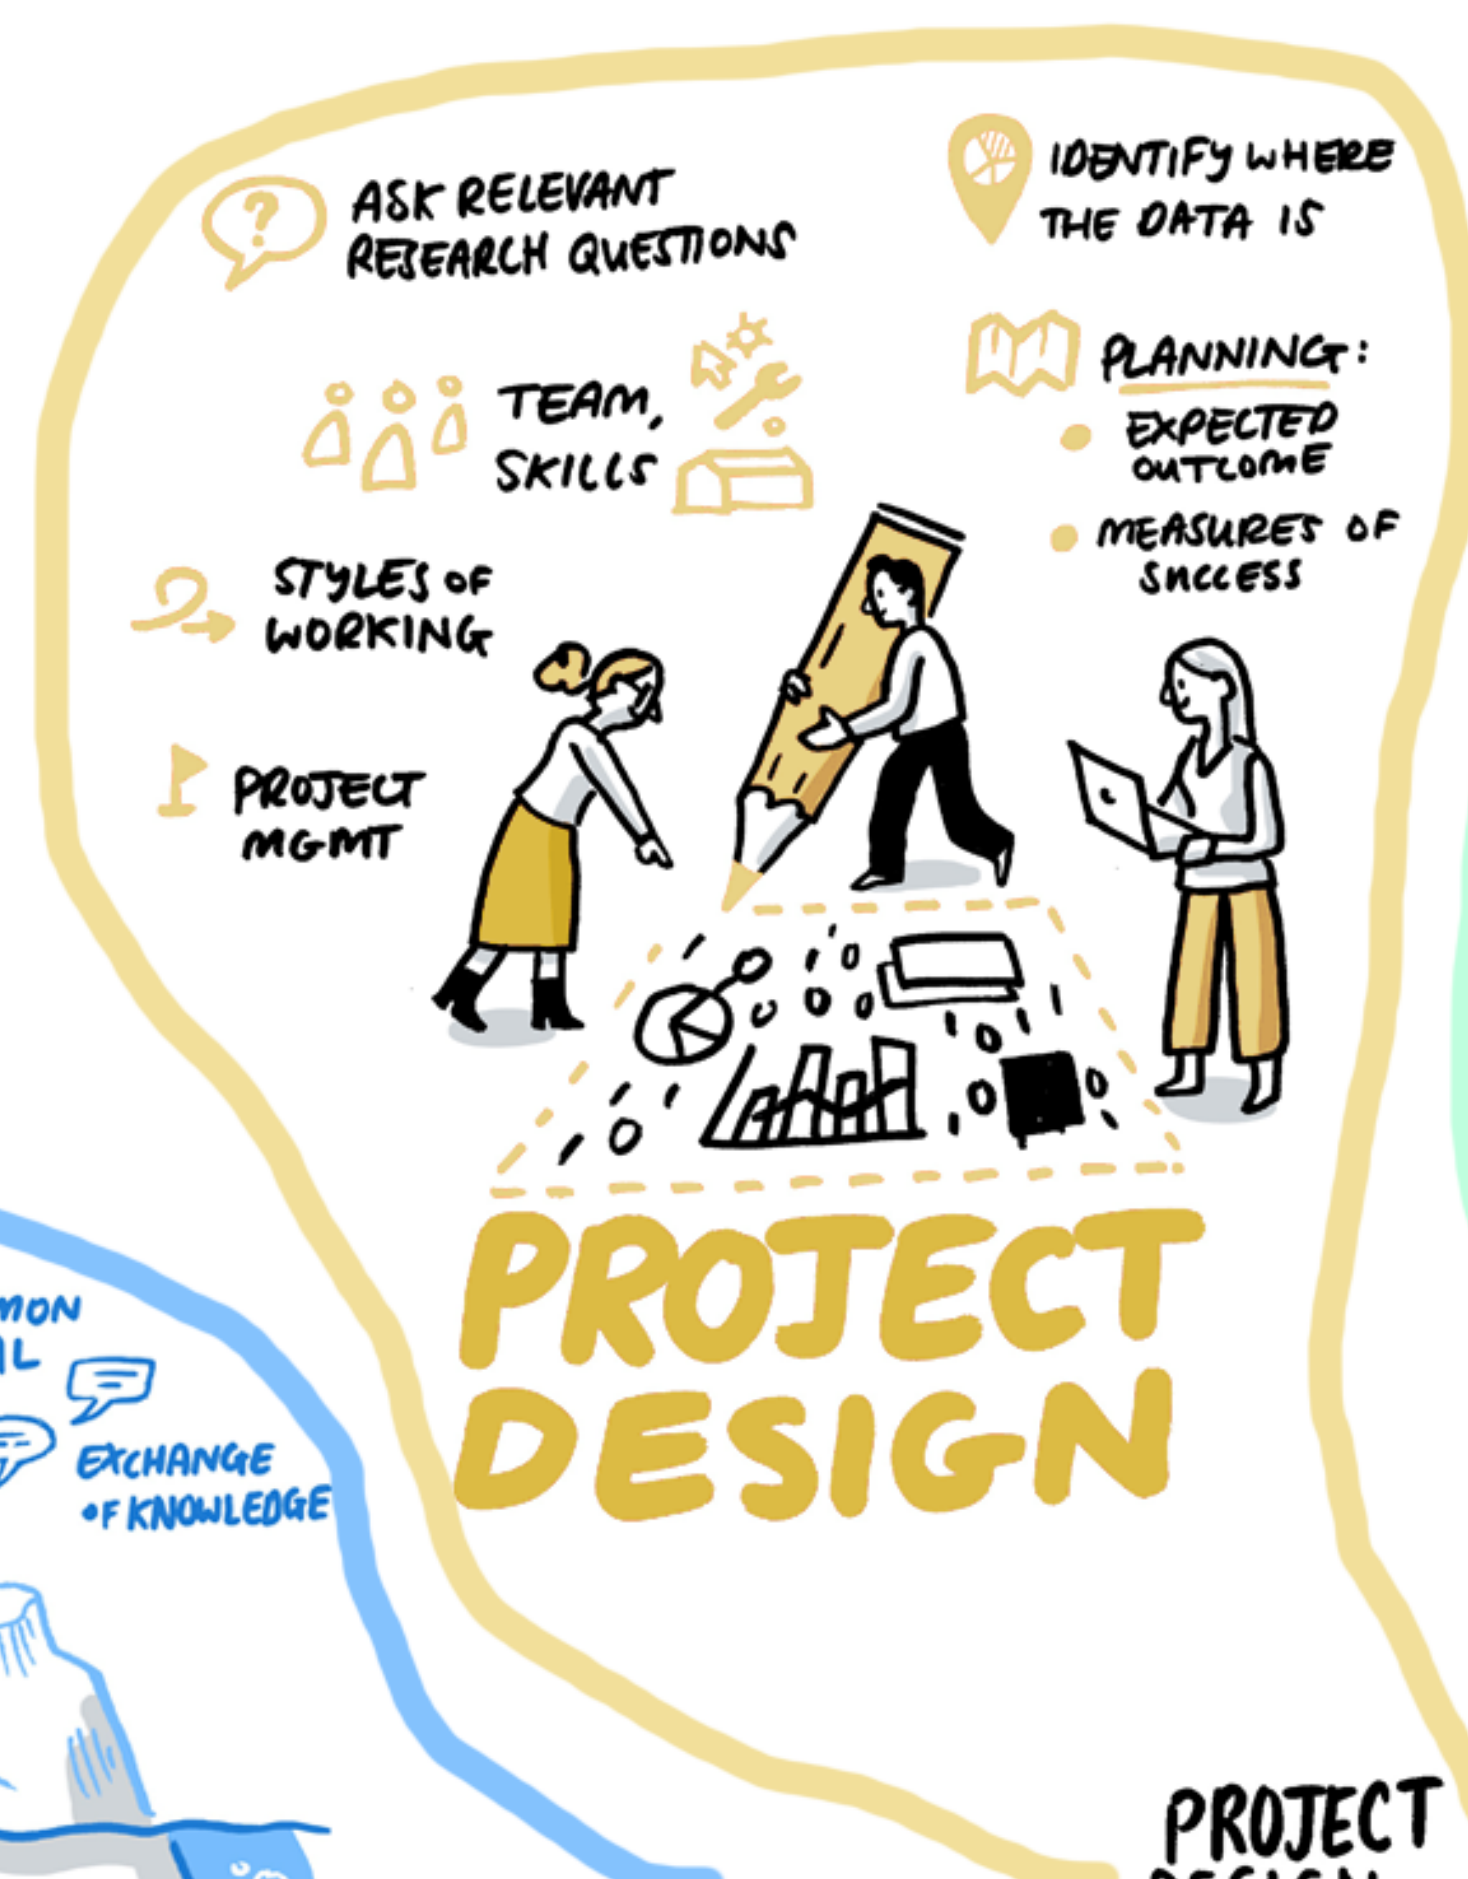 ASK RELEVANT
RESEARCH QUESTIONS
IDENTIFY WHERE
THE DATA IS
TEAM,
SKILLS
PLANNING:
EXPECTED
OUTCOME
MEASURES OF
SUCCESS
STYLES OF
WORKING
PROJECT
MGMT
PROJECT
DESIGN
EXCHANGE
OF KNOWLEDGE
PROJECT
DESIGN